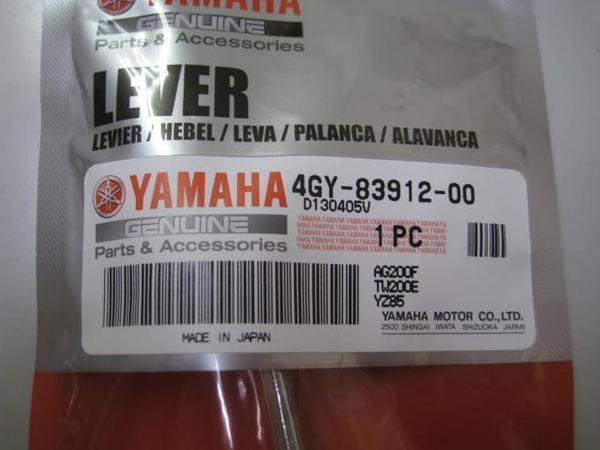 YAMAHA
GENUINE
Parts & Accessories
LEVER
LEVIER / HEBEL / LEVA / PALANCA / ALAVANCA
YAMAHA
GENUINE
Parts & Accessories
4GY-83912-00
D130405V
1 PC
AG200F
TW200E
YZ85
YAMAHA MOTOR CO., LTD.
2500 SHINGAI IWATA SHIZUOKA JAPAN
MADE IN JAPAN